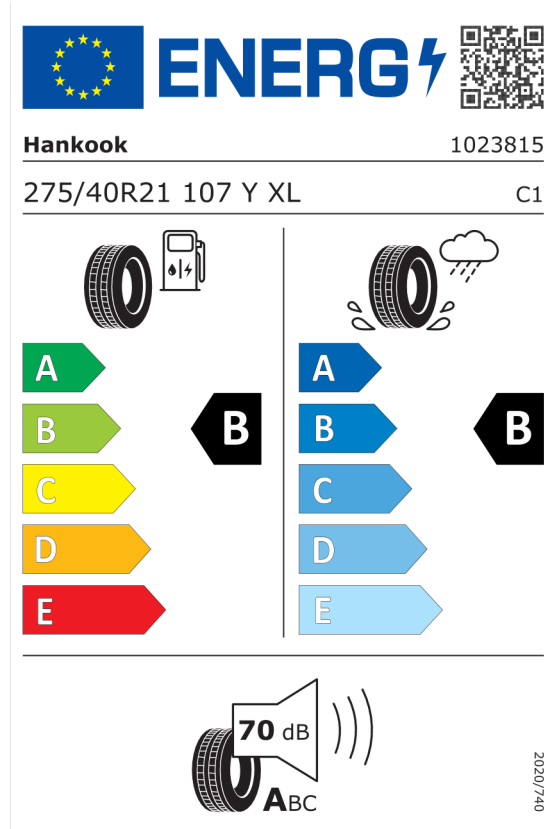 ENERG
Hankook 1023815
275/40R21 107 Y XL C1
A
B
C
D
E
B
A
B
C
D
E
B
70 dB
ABC
2020/740